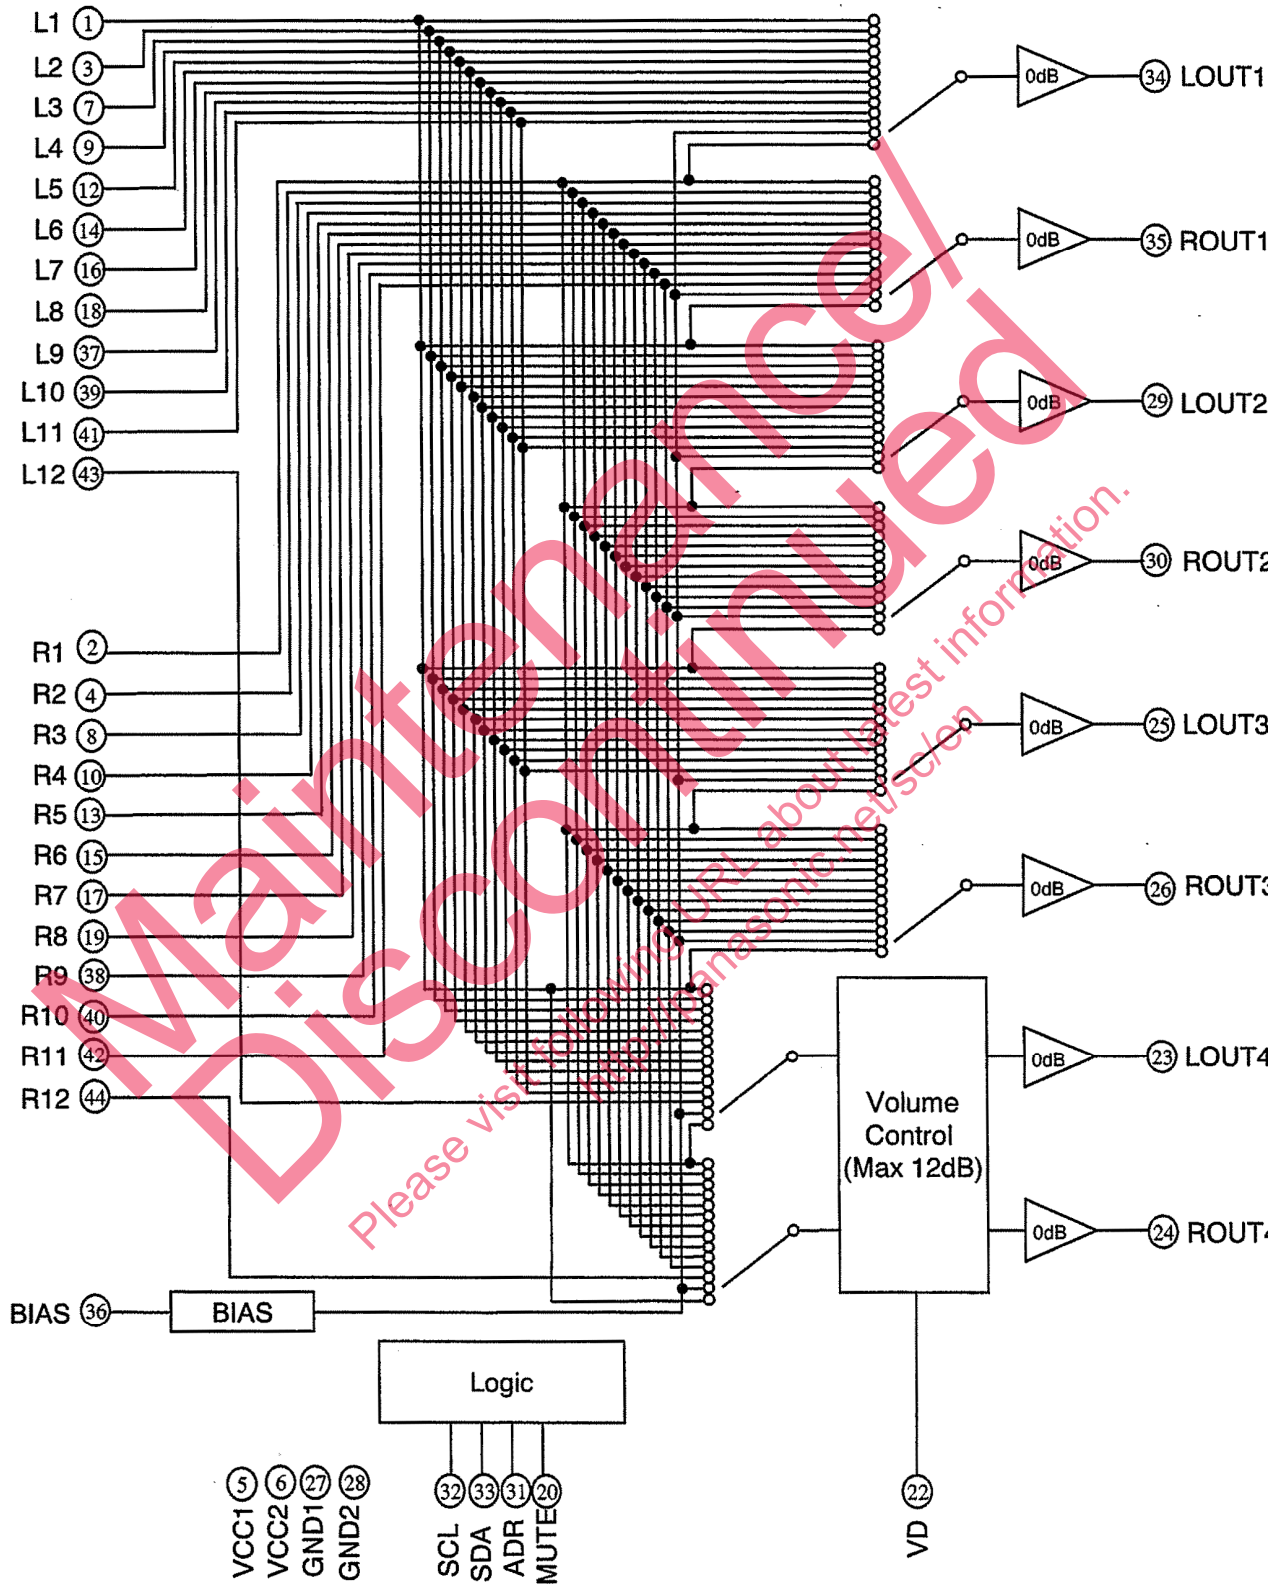 L1 1
L2 3
L3 7
L4 9
L5 12
L6 14
L7 16
L8 18
L9 37
L10 39
L11 41
L12 43
R1 2
R2 4
R3 8
R4 10
R5 13
R6 15
R7 17
R8 19
R9 38
R10 40
R11 42
R12 44
BIAS 36
BIAS
0dB 34 LOUT1
0dB 35 ROUT1
0dB 29 LOUT2
0dB 30 ROUT2
0dB 25 LOUT3
0dB 26 ROUT3
0dB 23 LOUT4
0dB 24 ROUT4
Volume
Control
(Max 12dB)
22
VD
Logic
32 33 31 20
SCL
SDA
ADR
MUTE
5 6 27 28
VCC1
VCC2
GND1
GND2
Maintenance/
Discontinued
Please visit following URL about latest information.
http://panasonic.net/sc/en